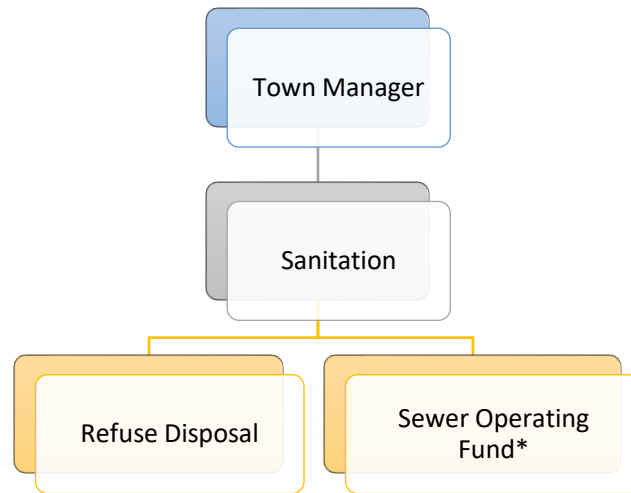 Town Manager
Sanitation
Refuse Disposal
Sewer Operating
Fund*